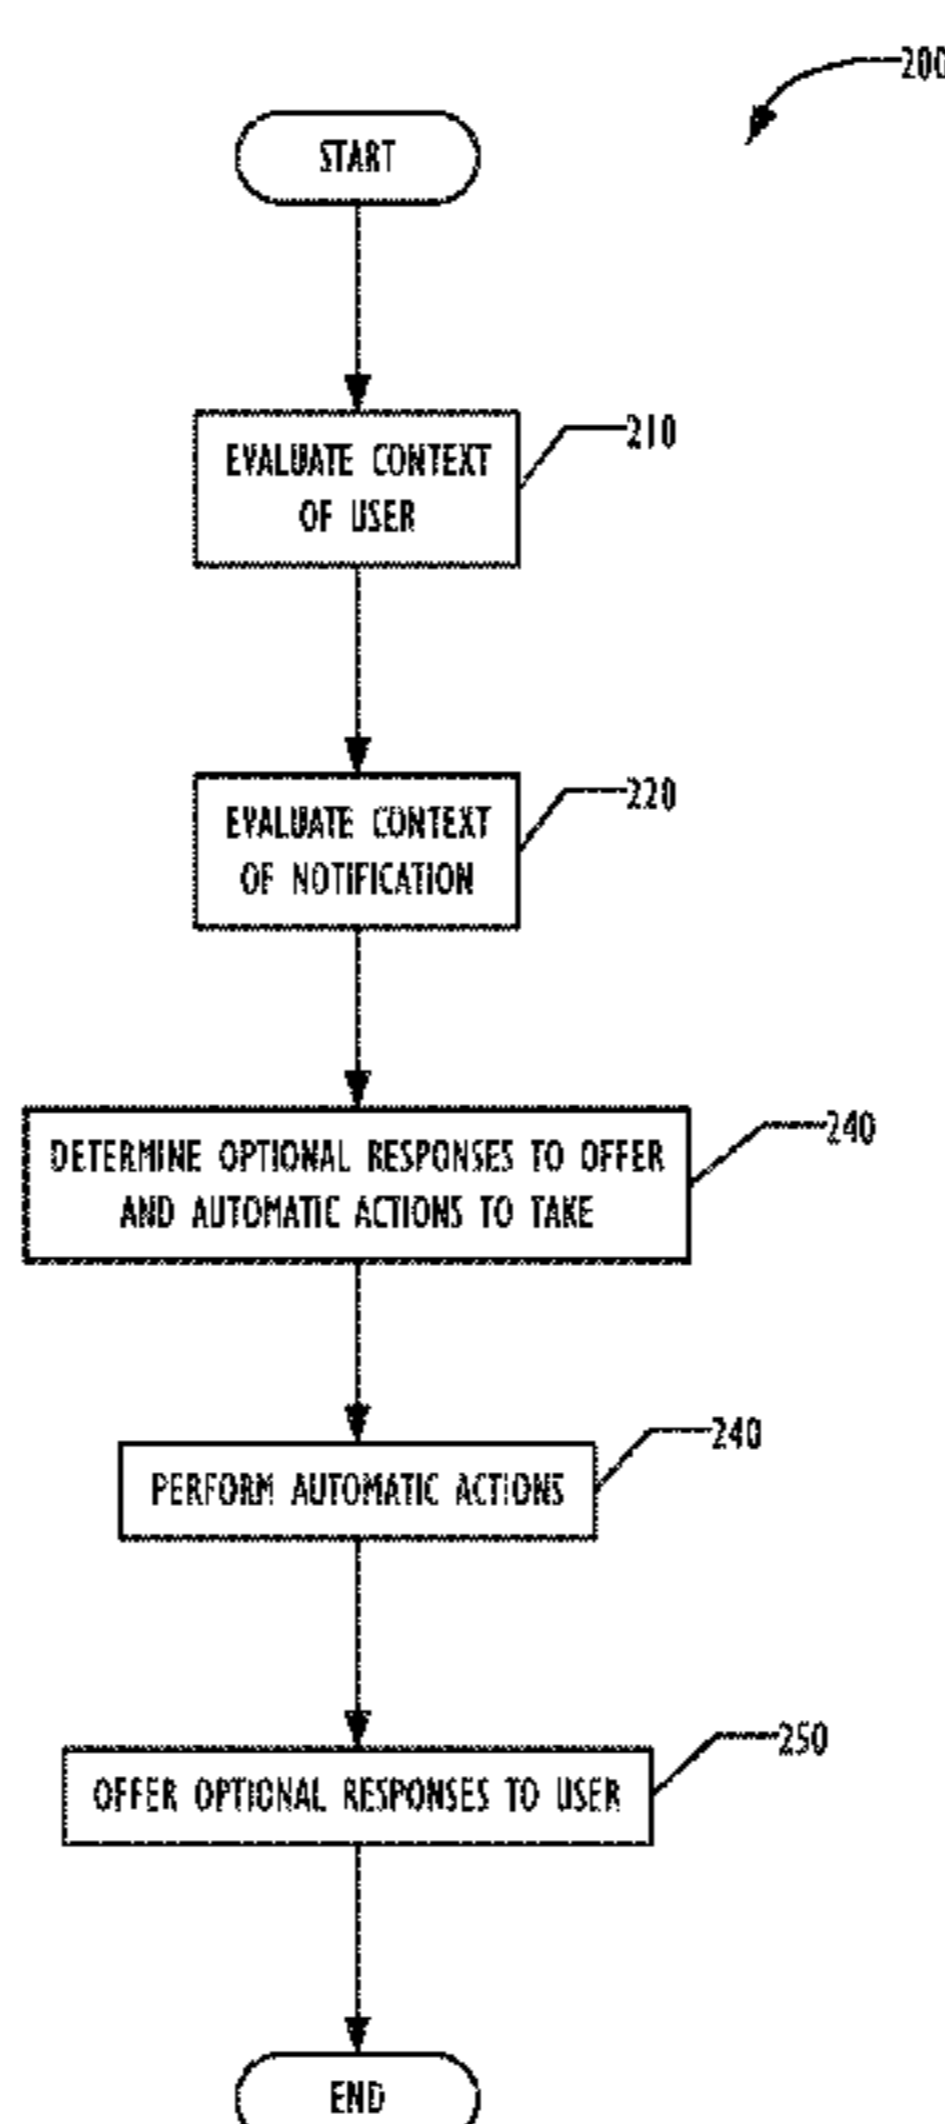 200
START
210
EVALUATE CONTEXT
OF USER
220
EVALUATE CONTEXT
OF NOTIFICATION
240
DETERMINE OPTIONAL RESPONSES TO OFFER
AND AUTOMATIC ACTIONS TO TAKE
240
PERFORM AUTOMATIC ACTIONS
250
OFFER OPTIONAL RESPONSES TO USER
END